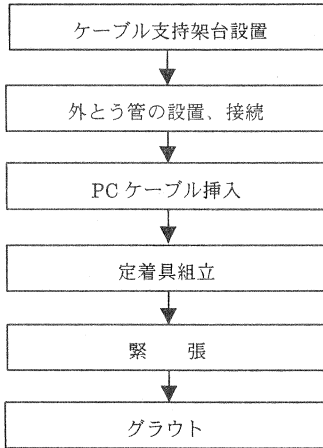 ケーブル支持架台設置
外とう管の設置、接続
PC ケーブル挿入
定着具組立
緊　　張
グラウト